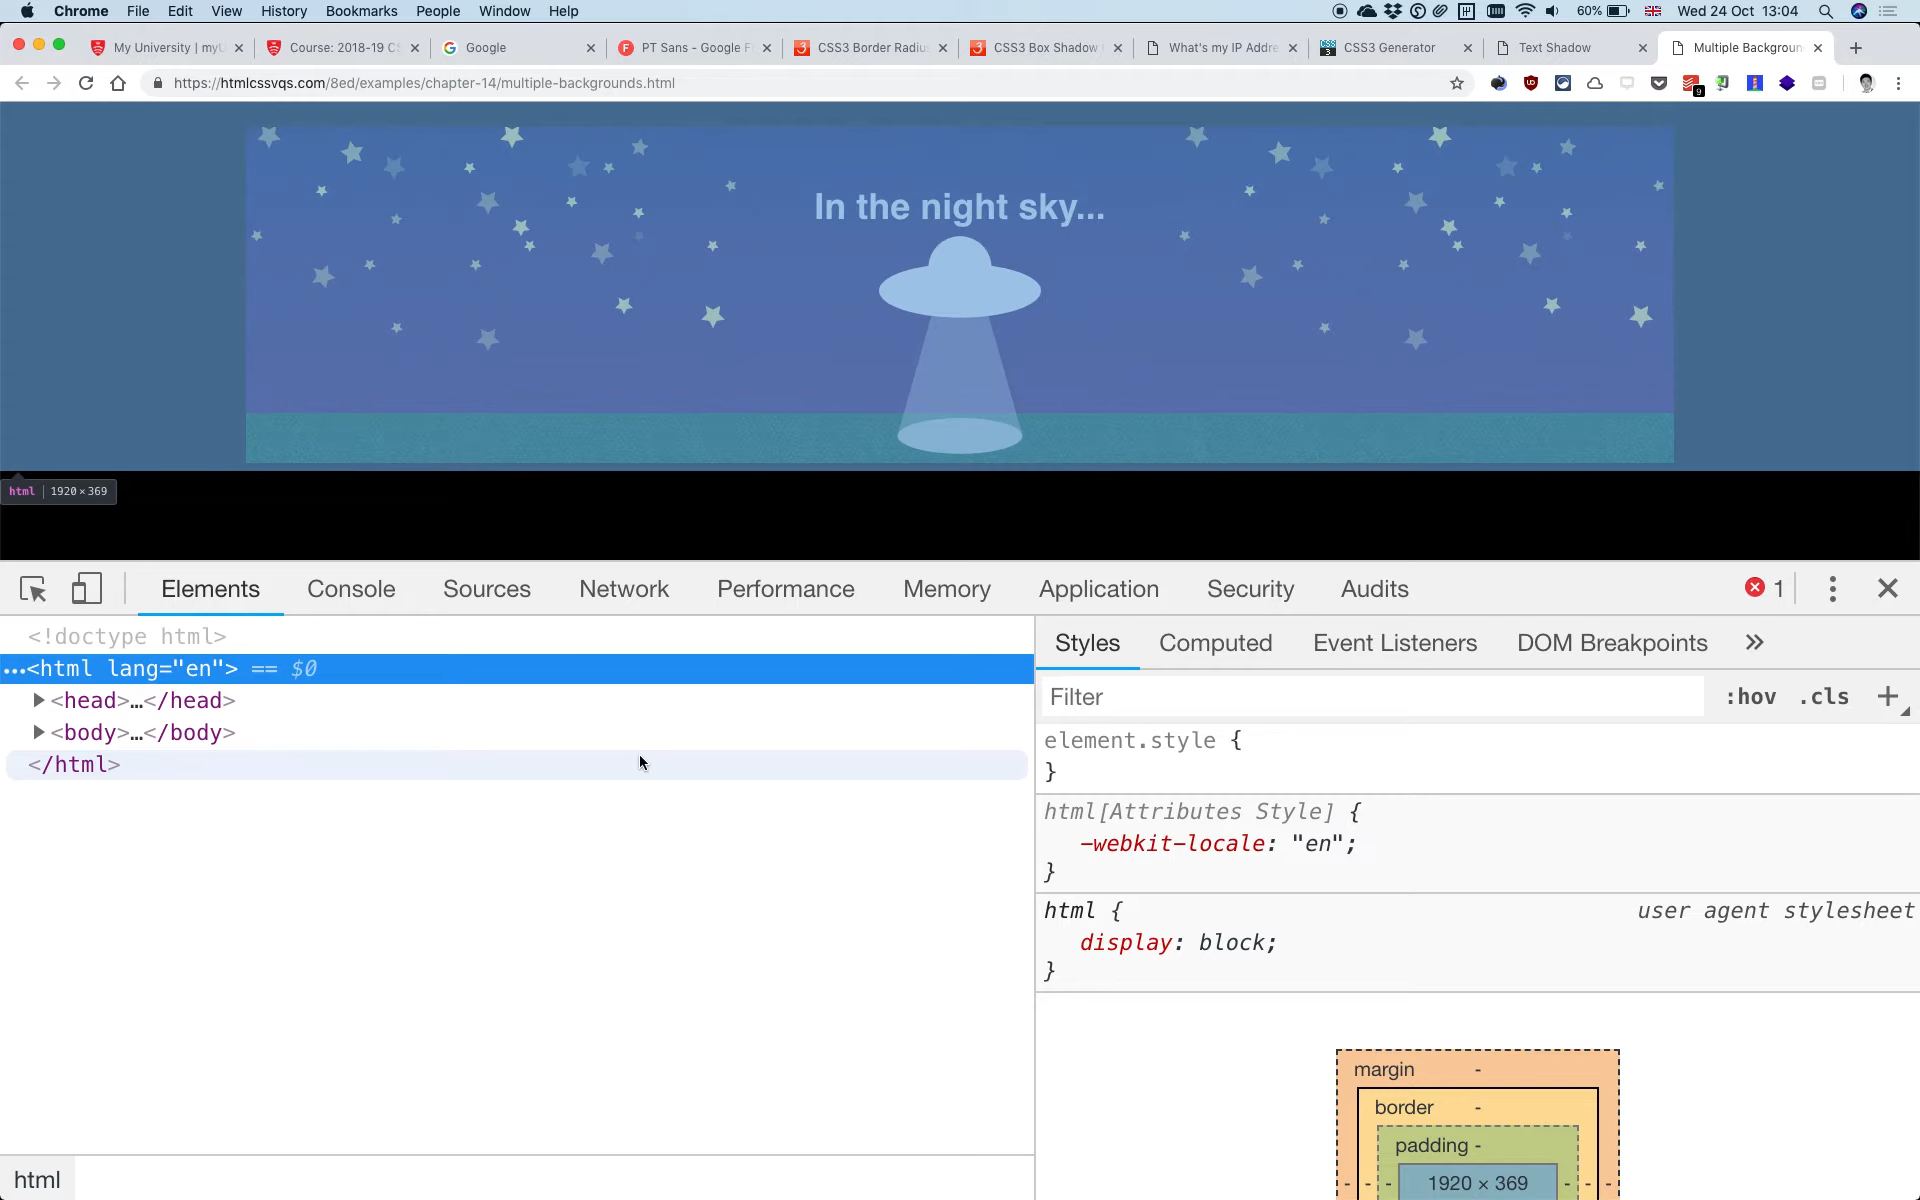 Chrome File Edit View History Bookmarks People Window Help 60% Wed 24 Oct 13:04
My University | myU Course: 2018-19 CS Google PT Sans - Google F CSS3 Border Radiu CSS3 Box Shadow What's my IP Addre CSS3 Generator Text Shadow Multiple Backgroun
https://htmlcssvqs.com/8ed/examples/chapter-14/multiple-backgrounds.html 9
In the night sky...
html | 1920 × 369
Elements Console Sources Network Performance Memory Application Security Audits 1
<!doctype html>
…<html lang="en"> == $0
<head>…</head>
<body>…</body>
</html>
Styles Computed Event Listeners DOM Breakpoints »
Filter :hov .cls +
element.style {
}
html[Attributes Style] {
-webkit-locale: "en";
}
html { user agent stylesheet
display: block;
}
margin -
border -
padding -
- - - 1920 × 369 - - -
html